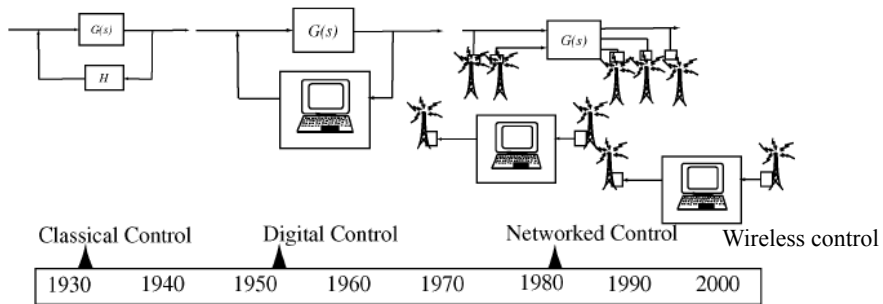 G(s)
H
G(s)
G(s)
Classical Control
Digital Control
Networked Control
Wireless control
1930 1940 1950 1960 1970 1980 1990 2000